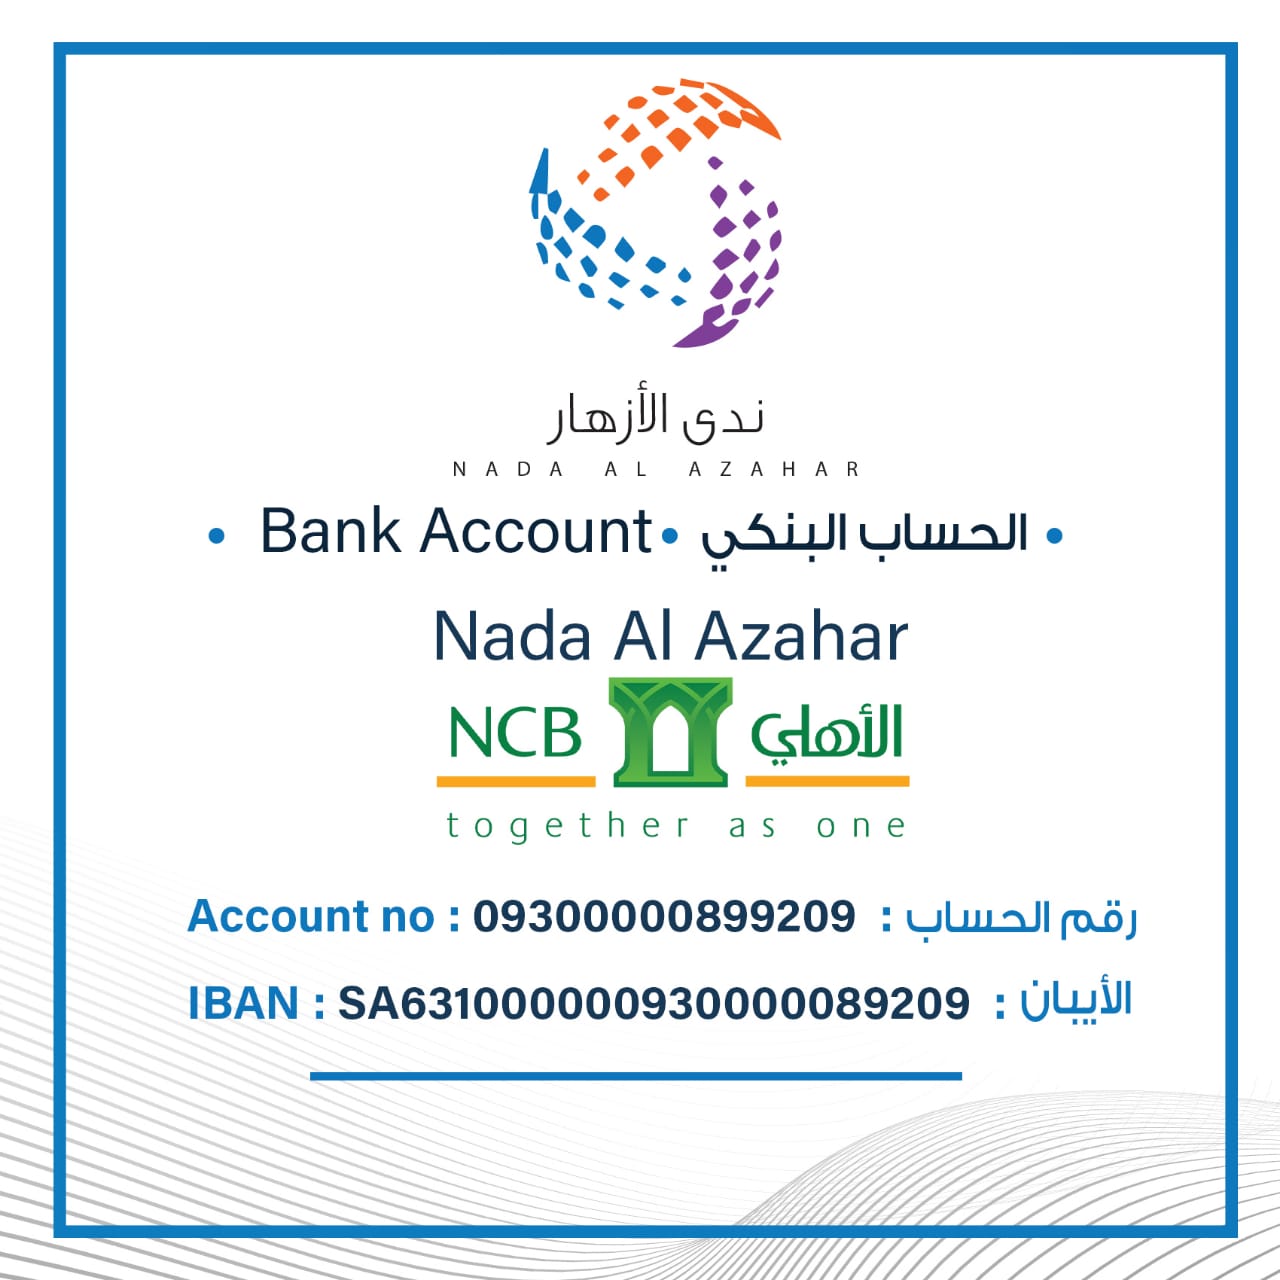 ندى الأزهار
NADA AL AZAHAR
• Bank Account • الحساب البنكي •
Nada Al Azahar
NCB الأهلي
together as one
Account no : 09300000899209 : رقم الحساب
IBAN : SA6310000000930000089209 : الأيبان